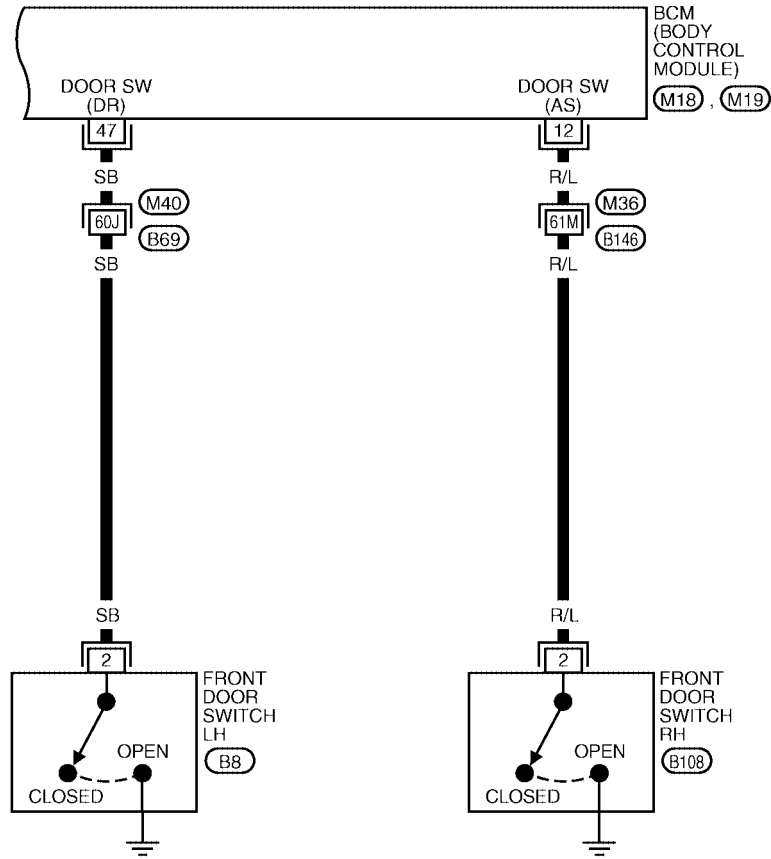 BCM
(BODY
CONTROL
MODULE)
M18 , M19
DOOR SW
(DR)
DOOR SW
(AS)
47
12
SB
R/L
M40
M36
60J
61M
B69
B146
SB
R/L
SB
R/L
2
2
FRONT
DOOR
SWITCH
LH
B8
OPEN
CLOSED
FRONT
DOOR
SWITCH
RH
B108
OPEN
CLOSED